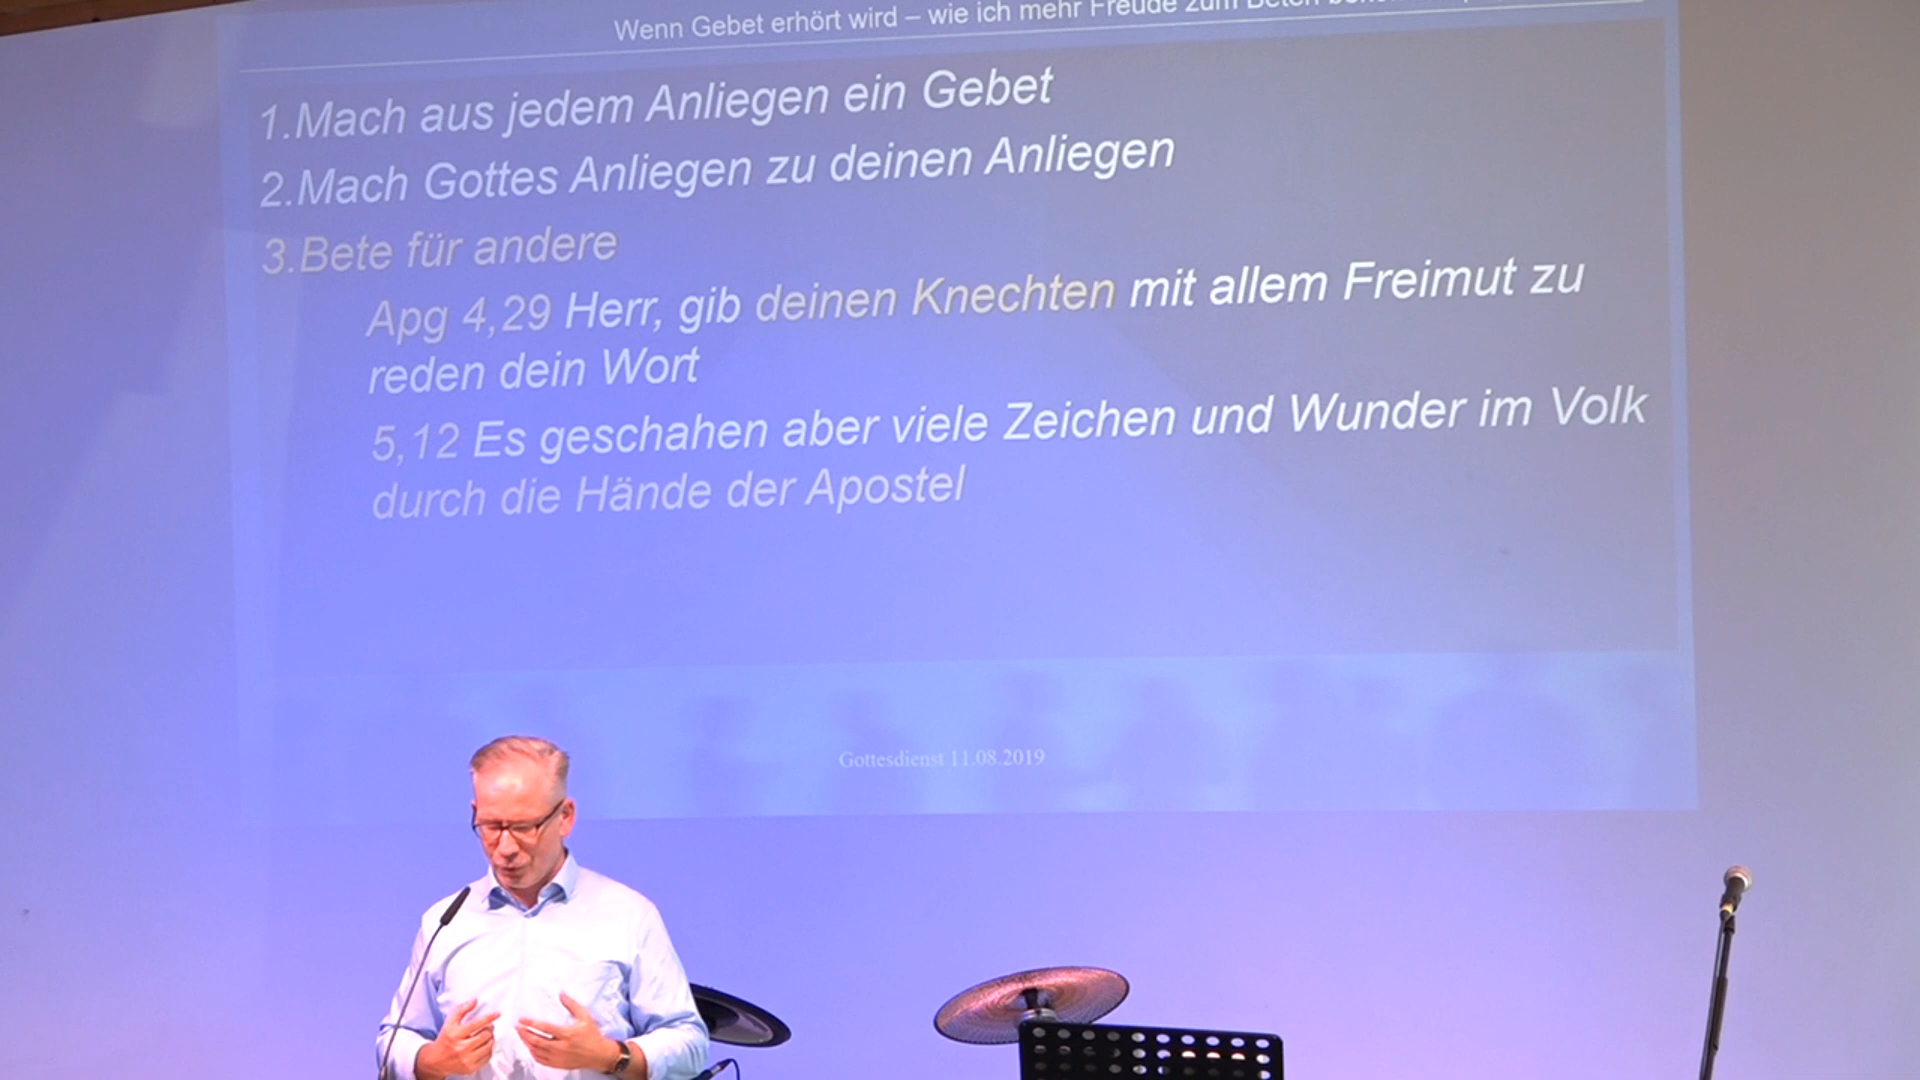 Wenn Gebet erhört wird – wie ich mehr Freude zum Beten
1.Mach aus jedem Anliegen ein Gebet
2.Mach Gottes Anliegen zu deinen Anliegen
3.Bete für andere
Apg 4,29 Herr, gib deinen Knechten mit allem Freimut zu
reden dein Wort
5,12 Es geschahen aber viele Zeichen und Wunder im Volk
durch die Hände der Apostel
Gottesdienst 11.08.2019